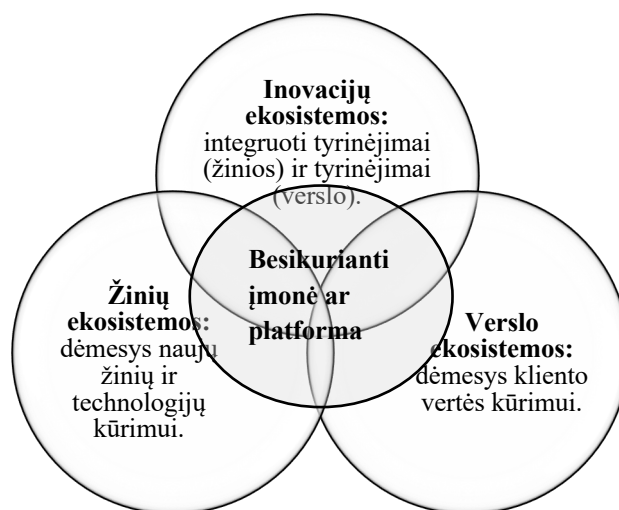 Inovacijų
ekosistemos:
integruoti tyrinėjimai
(žinios) ir tyrinėjimai
(verslo).
Besikurianti
įmonė ar
platforma
Žinių
ekosistemos:
dėmesys naujų
žinių ir
technologijų
kūrimui.
Verslo
ekosistemos:
dėmesys kliento
vertės kūrimui.